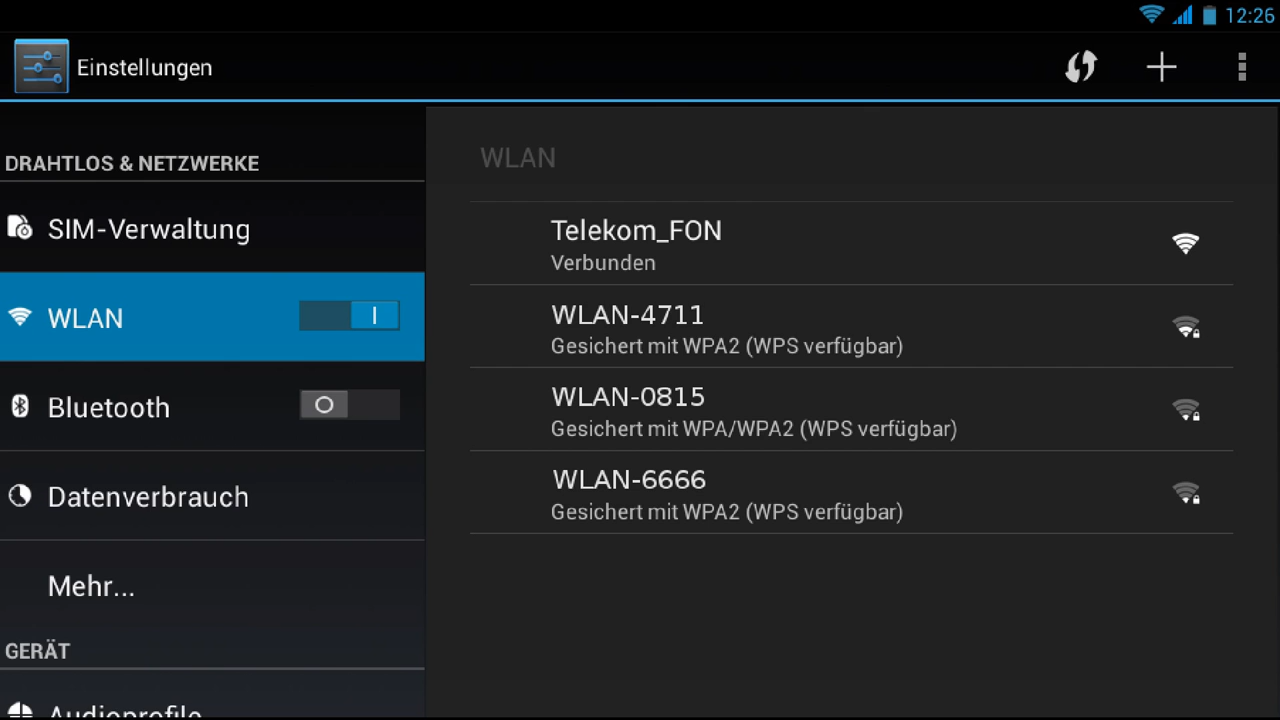 12:26
Einstellungen
DRAHTLOS & NETZWERKE
SIM-Verwaltung
WLAN
Bluetooth
Datenverbrauch
Mehr...
GERÄT
Audioprofile
WLAN
Telekom_FON
Verbunden
WLAN-4711
Gesichert mit WPA2 (WPS verfügbar)
WLAN-0815
Gesichert mit WPA/WPA2 (WPS verfügbar)
WLAN-6666
Gesichert mit WPA2 (WPS verfügbar)